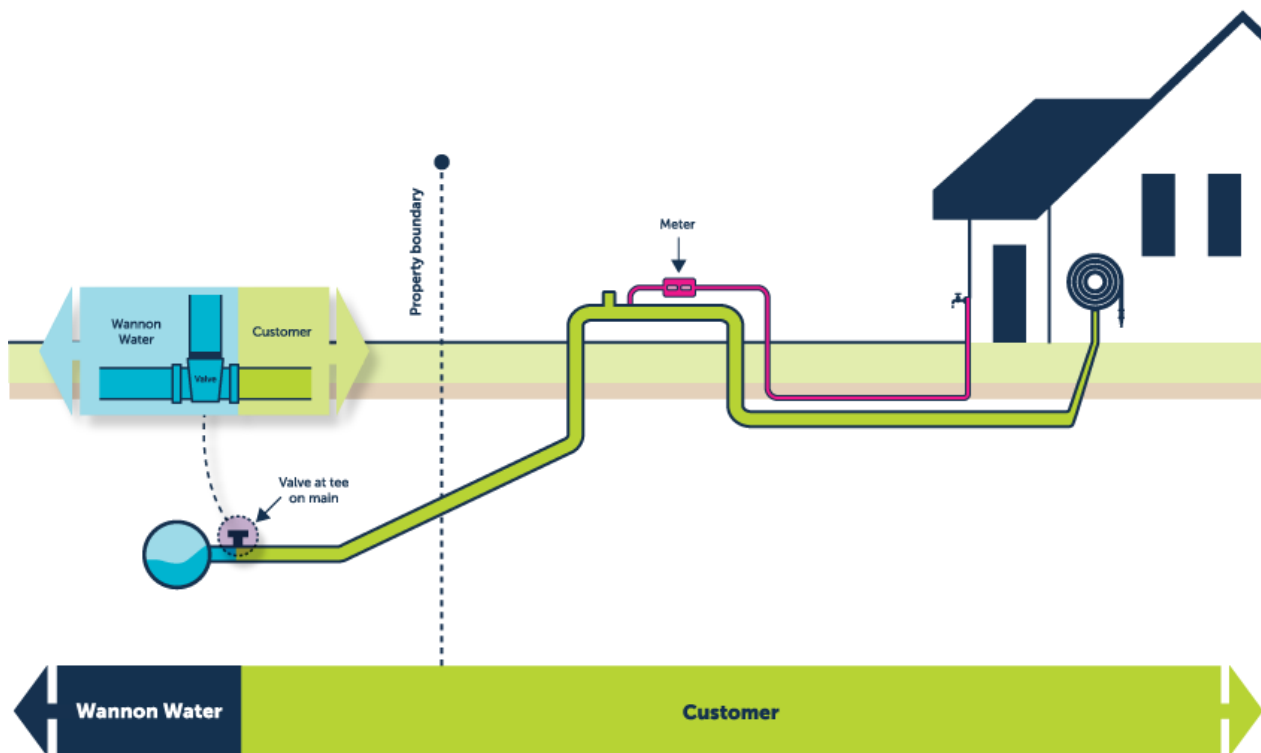 Property boundary
Meter
Wannon
Water
Customer
Valve
Valve at tee
on main
Wannon Water
Customer